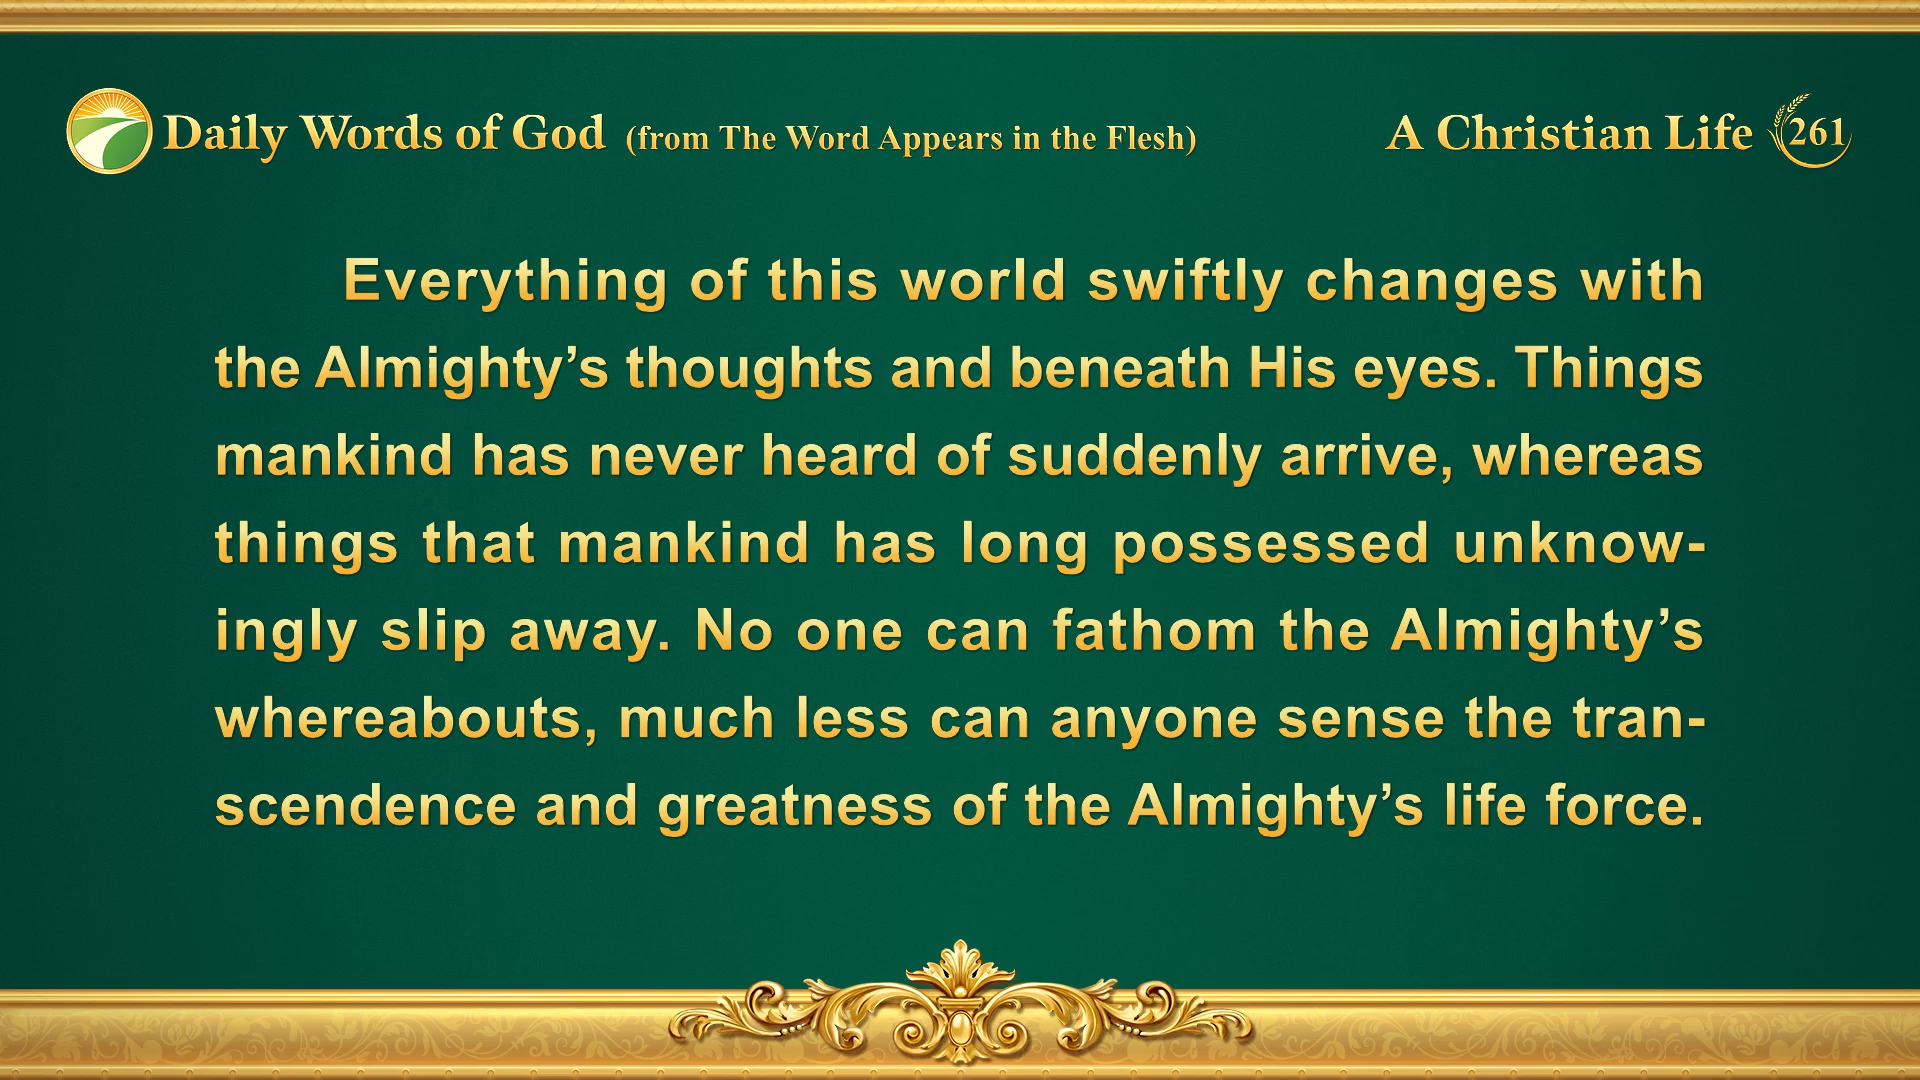 Daily Words of God (from The Word Appears in the Flesh) A Christian Life 261
Everything of this world swiftly changes with
the Almighty’s thoughts and beneath His eyes. Things
mankind has never heard of suddenly arrive, whereas
things that mankind has long possessed unknow-
ingly slip away. No one can fathom the Almighty’s
whereabouts, much less can anyone sense the tran-
scendence and greatness of the Almighty’s life force.